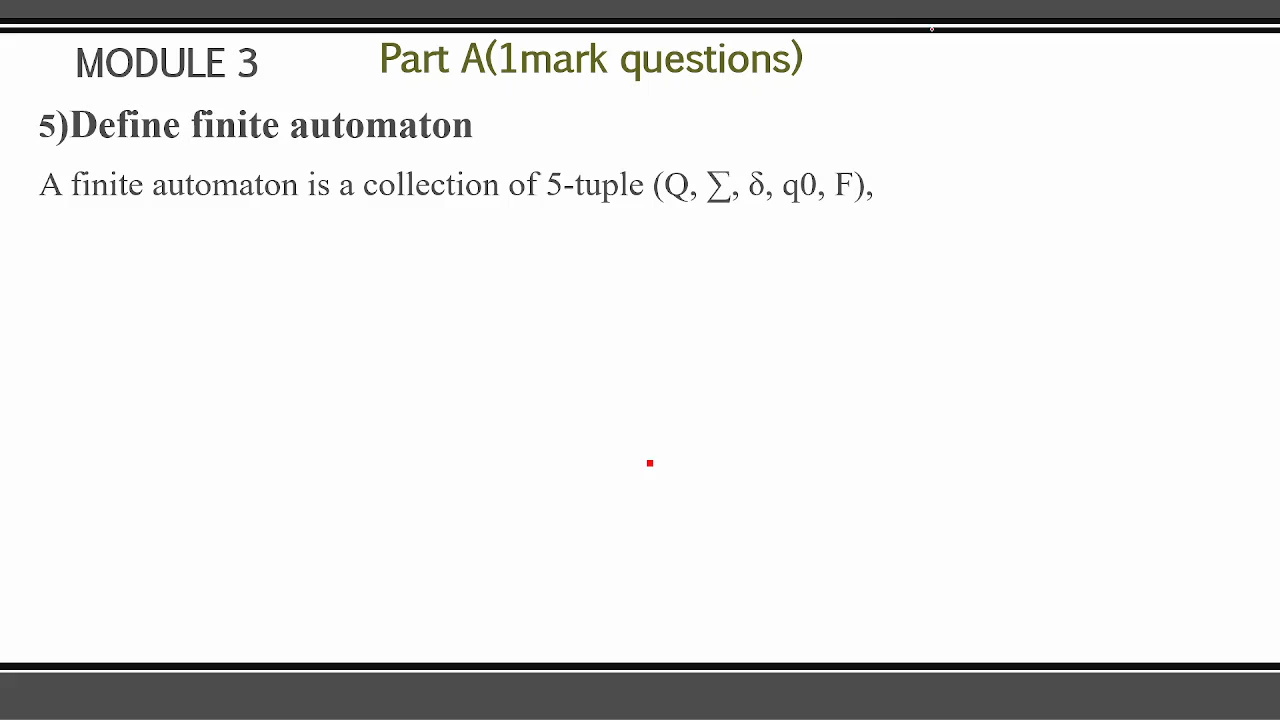 MODULE 3
Part A(1mark questions)
5)Define finite automaton
A finite automaton is a collection of 5-tuple (Q, ∑, δ, q0, F),